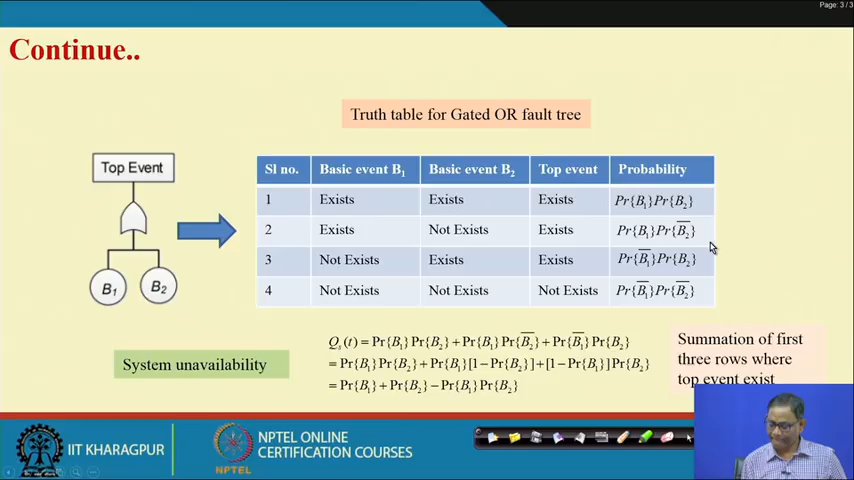 Page: 3 / 3
Continue..
Truth table for Gated OR fault tree
Top Event
B₁ B₂
Sl no. Basic event B₁ Basic event B₂ Top event Probability
1 Exists Exists Exists Pr{B₁}Pr{B₂}
2 Exists Not Exists Exists Pr{B₁}Pr{B̅₂}
3 Not Exists Exists Exists Pr{B̅₁}Pr{B₂}
4 Not Exists Not Exists Not Exists Pr{B̅₁}Pr{B̅₂}
System unavailability
Qₛ(t) = Pr{B₁}Pr{B₂} + Pr{B₁}Pr{B̅₂} + Pr{B̅₁}Pr{B₂}
= Pr{B₁}Pr{B₂} + Pr{B₁}[1 − Pr{B₂}] + [1 − Pr{B₁}]Pr{B₂}
= Pr{B₁} + Pr{B₂} − Pr{B₁}Pr{B₂}
Summation of first
three rows where
top event exist
IIT KHARAGPUR
NPTEL
NPTEL ONLINE
CERTIFICATION COURSES